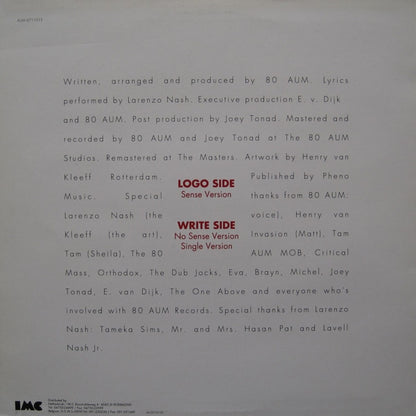 Written, arranged and produced by 80 AUM. Lyrics
performed by Larenzo Nash. Executive production E. v. Dijk
and 80 AUM. Post production by Joey Tonad. Mastered and
recorded by 80 AUM and Joey Tonad at The 80 AUM
Studios. Remastered at The Masters. Artwork by Henry van
Kleeff Rotterdam. Published by Pheno
Music. Special thanks from 80 AUM:
Larenzo Nash (the voice), Henry van
Kleeff (the art), Invasion (Matt), Tam
Tam (Sheila), The 80 AUM MOB, Critical
Mass, Orthodox, The Dub Jocks, Eva, Brayn, Michel, Joey
Tonad, E. van Dijk, The One Above and everyone who's
involved with 80 AUM Records. Special thanks from Larenzo
Nash: Tameka Sims, Mr. and Mrs. Hasan Pat and Lavell
Nash Jr.
LOGO SIDE
Sense Version
WRITE SIDE
No Sense Version
Single Version
IMC
Distributed by